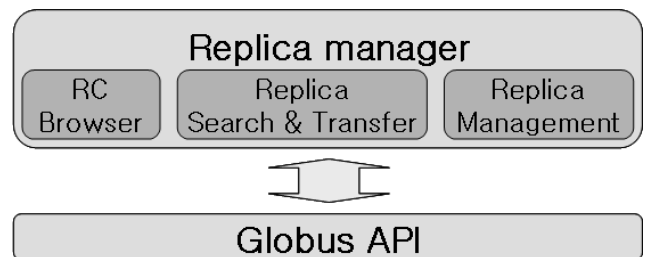 Replica manager
RC Browser
Replica Search & Transfer
Replica Management
Globus API